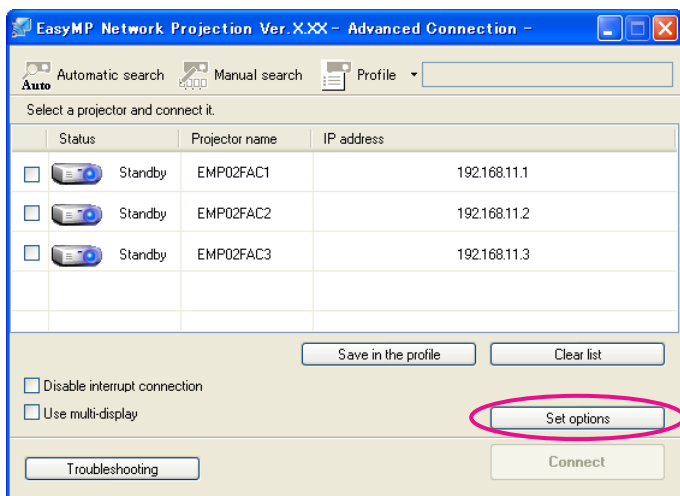 EasyMP Network Projection Ver.X.XX - Advanced Connection -
Auto Automatic search Manual search Profile
Select a projector and connect it.
Status Projector name IP address
Standby EMP02FAC1 192.168.11.1
Standby EMP02FAC2 192.168.11.2
Standby EMP02FAC3 192.168.11.3
Save in the profile Clear list
Disable interrupt connection
Use multi-display
Set options
Troubleshooting Connect